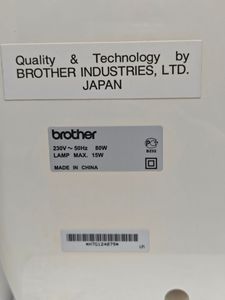 Quality & Technology by
BROTHER INDUSTRIES, LTD.
JAPAN
brother
230V ~ 50Hz 80W
LAMP MAX. 15W
MADE IN CHINA